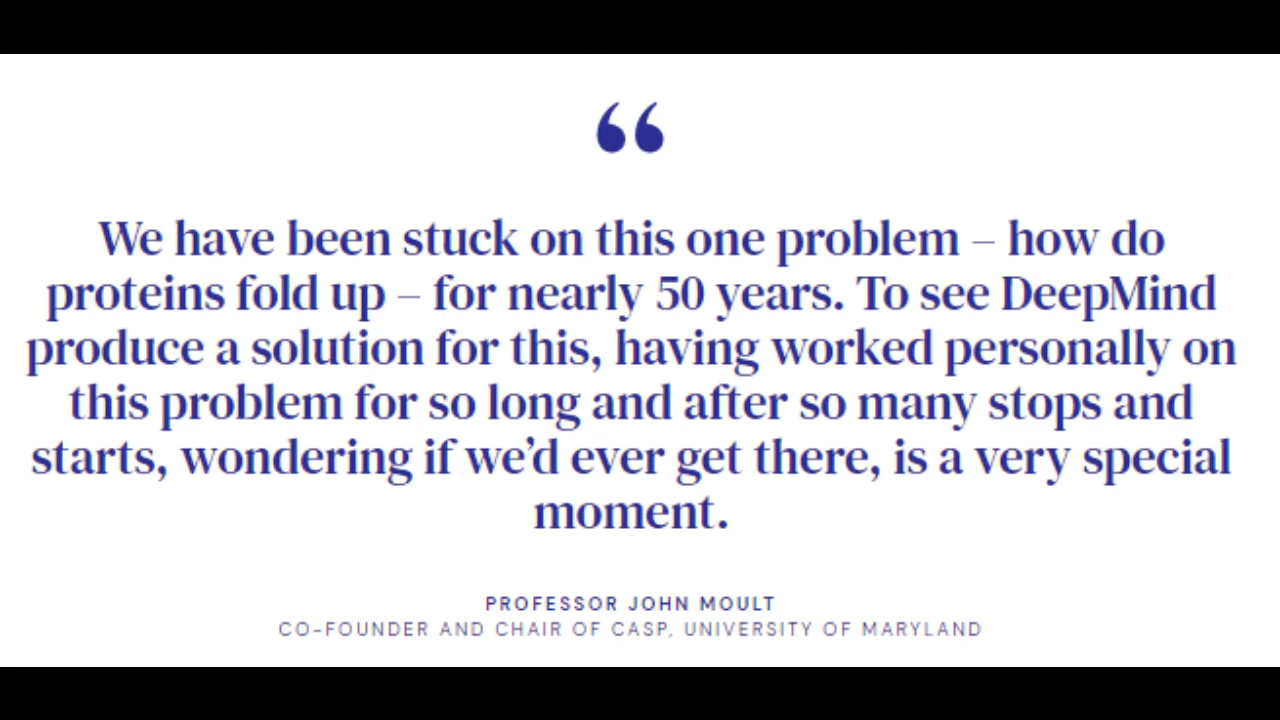 “
We have been stuck on this one problem – how do
proteins fold up – for nearly 50 years. To see DeepMind
produce a solution for this, having worked personally on
this problem for so long and after so many stops and
starts, wondering if we’d ever get there, is a very special
moment.
PROFESSOR JOHN MOULT
CO-FOUNDER AND CHAIR OF CASP, UNIVERSITY OF MARYLAND